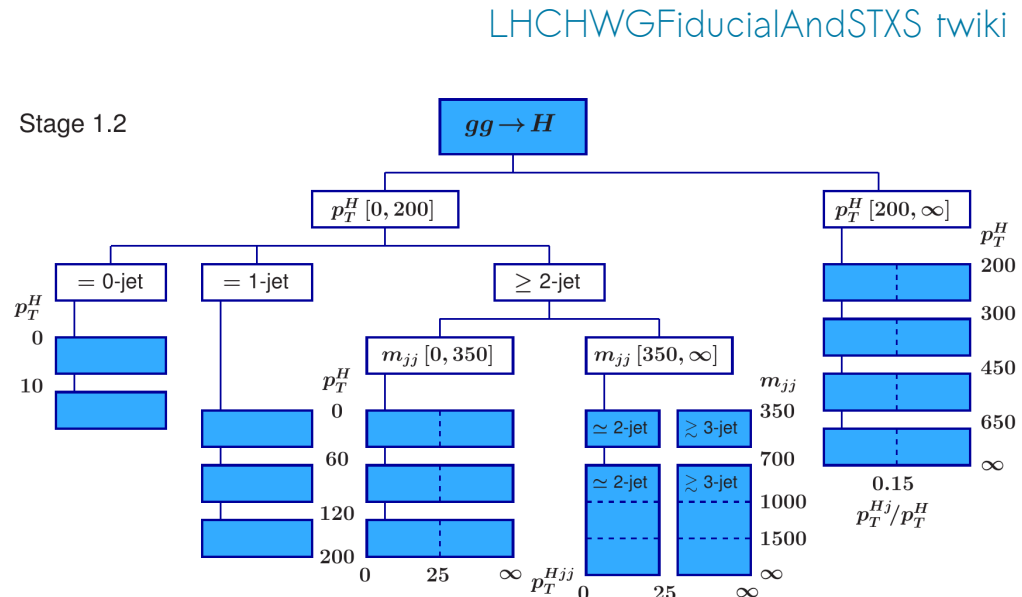 LHCHWGFiducialAndSTXS twiki
Stage 1.2
gg → H
p_T^H [0, 200]
p_T^H [200, ∞]
= 0-jet
= 1-jet
≥ 2-jet
p_T^H
0
10
m_jj [0, 350]
m_jj [350, ∞]
p_T^H
0
60
120
200
0 25 ∞
m_jj
350
700
1000
1500
∞
≃ 2-jet ≳ 3-jet
≃ 2-jet ≳ 3-jet
p_T^Hjj 0 25 ∞
p_T^H
200
300
450
650
∞
0.15
p_T^Hj/p_T^H